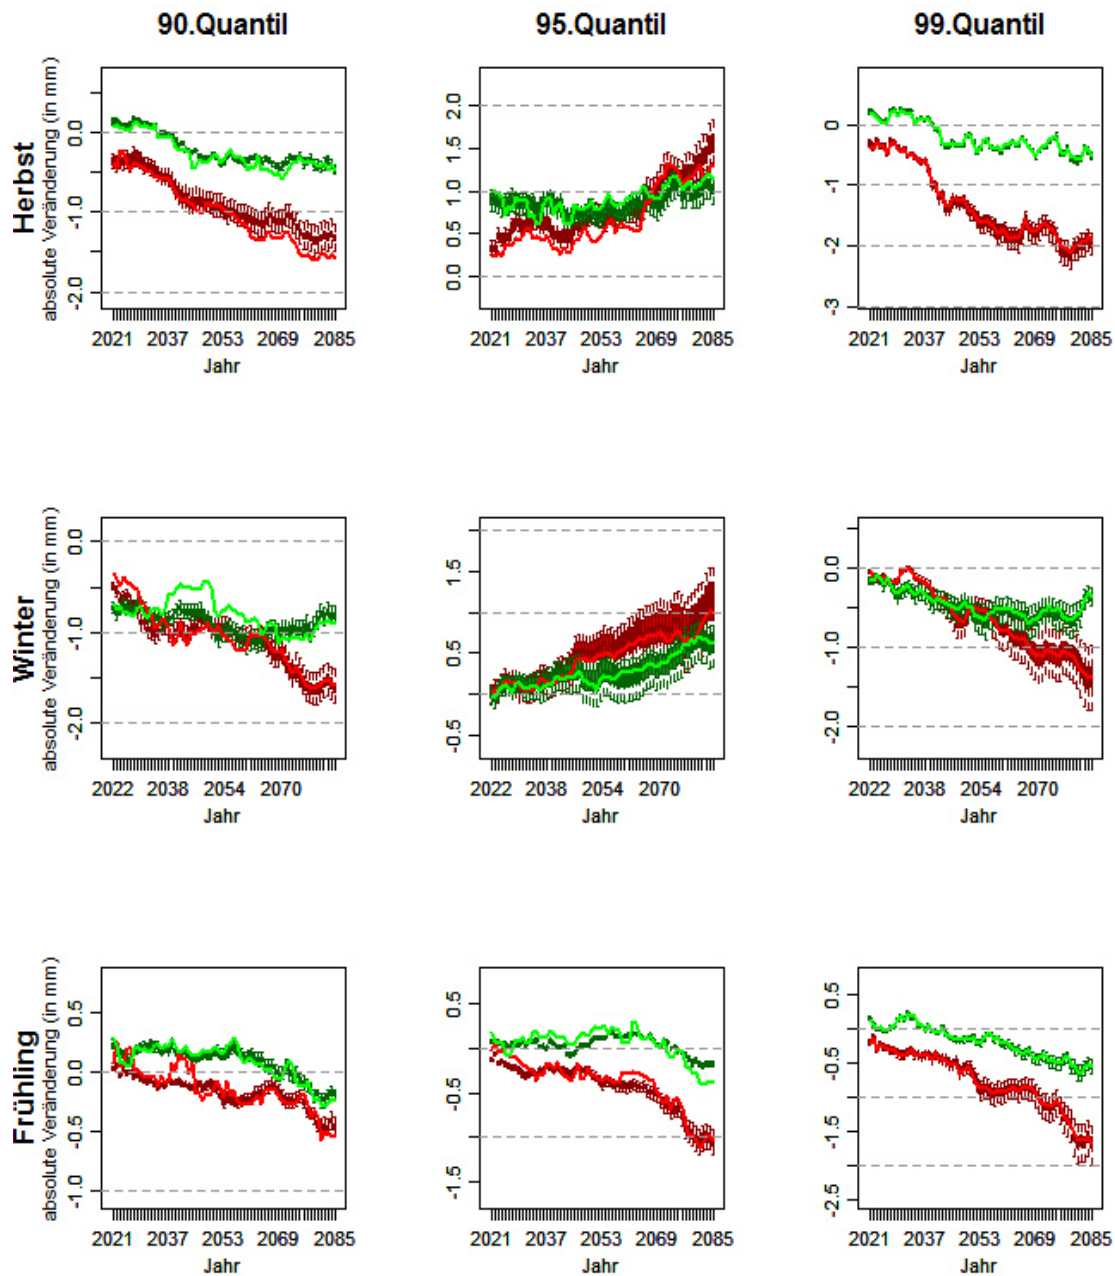 90.Quantil 95.Quantil 99.Quantil
Herbst
absolute Veränderung (in mm)
0.0
-1.0
-2.0
2021 2037 2053 2069 2085
Jahr
2.0
1.5
1.0
0.5
0.0
2021 2037 2053 2069 2085
Jahr
0
-1
-2
-3
2021 2037 2053 2069 2085
Jahr
Winter
absolute Veränderung (in mm)
0.0
-1.0
-2.0
2022 2038 2054 2070
Jahr
1.5
0.5
-0.5
2022 2038 2054 2070
Jahr
0.0
-1.0
-2.0
2022 2038 2054 2070
Jahr
Frühling
absolute Veränderung (in mm)
0.5
0.0
-0.5
-1.0
2021 2037 2053 2069 2085
Jahr
0.5
-0.5
-1.5
2021 2037 2053 2069 2085
Jahr
0.5
-0.5
-1.5
-2.5
2021 2037 2053 2069 2085
Jahr